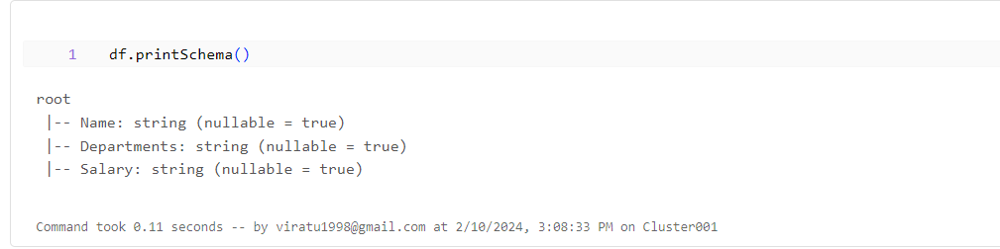 1 df.printSchema()
root
|-- Name: string (nullable = true)
|-- Departments: string (nullable = true)
|-- Salary: string (nullable = true)
Command took 0.11 seconds -- by viratu1998@gmail.com at 2/10/2024, 3:08:33 PM on Cluster001